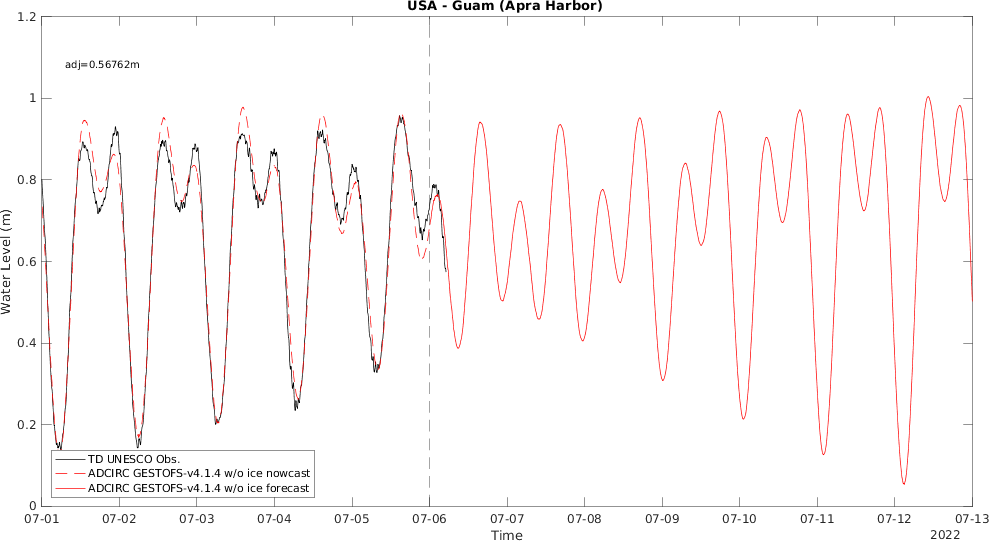 USA - Guam (Apra Harbor)
1.2
adj=0.56762m
1
0.8
0.6
0.4
0.2
0
Water Level (m)
TD UNESCO Obs.
ADCIRC GESTOFS-v4.1.4 w/o ice nowcast
ADCIRC GESTOFS-v4.1.4 w/o ice forecast
07-01 07-02 07-03 07-04 07-05 07-06 07-07 07-08 07-09 07-10 07-11 07-12 07-13
Time
2022